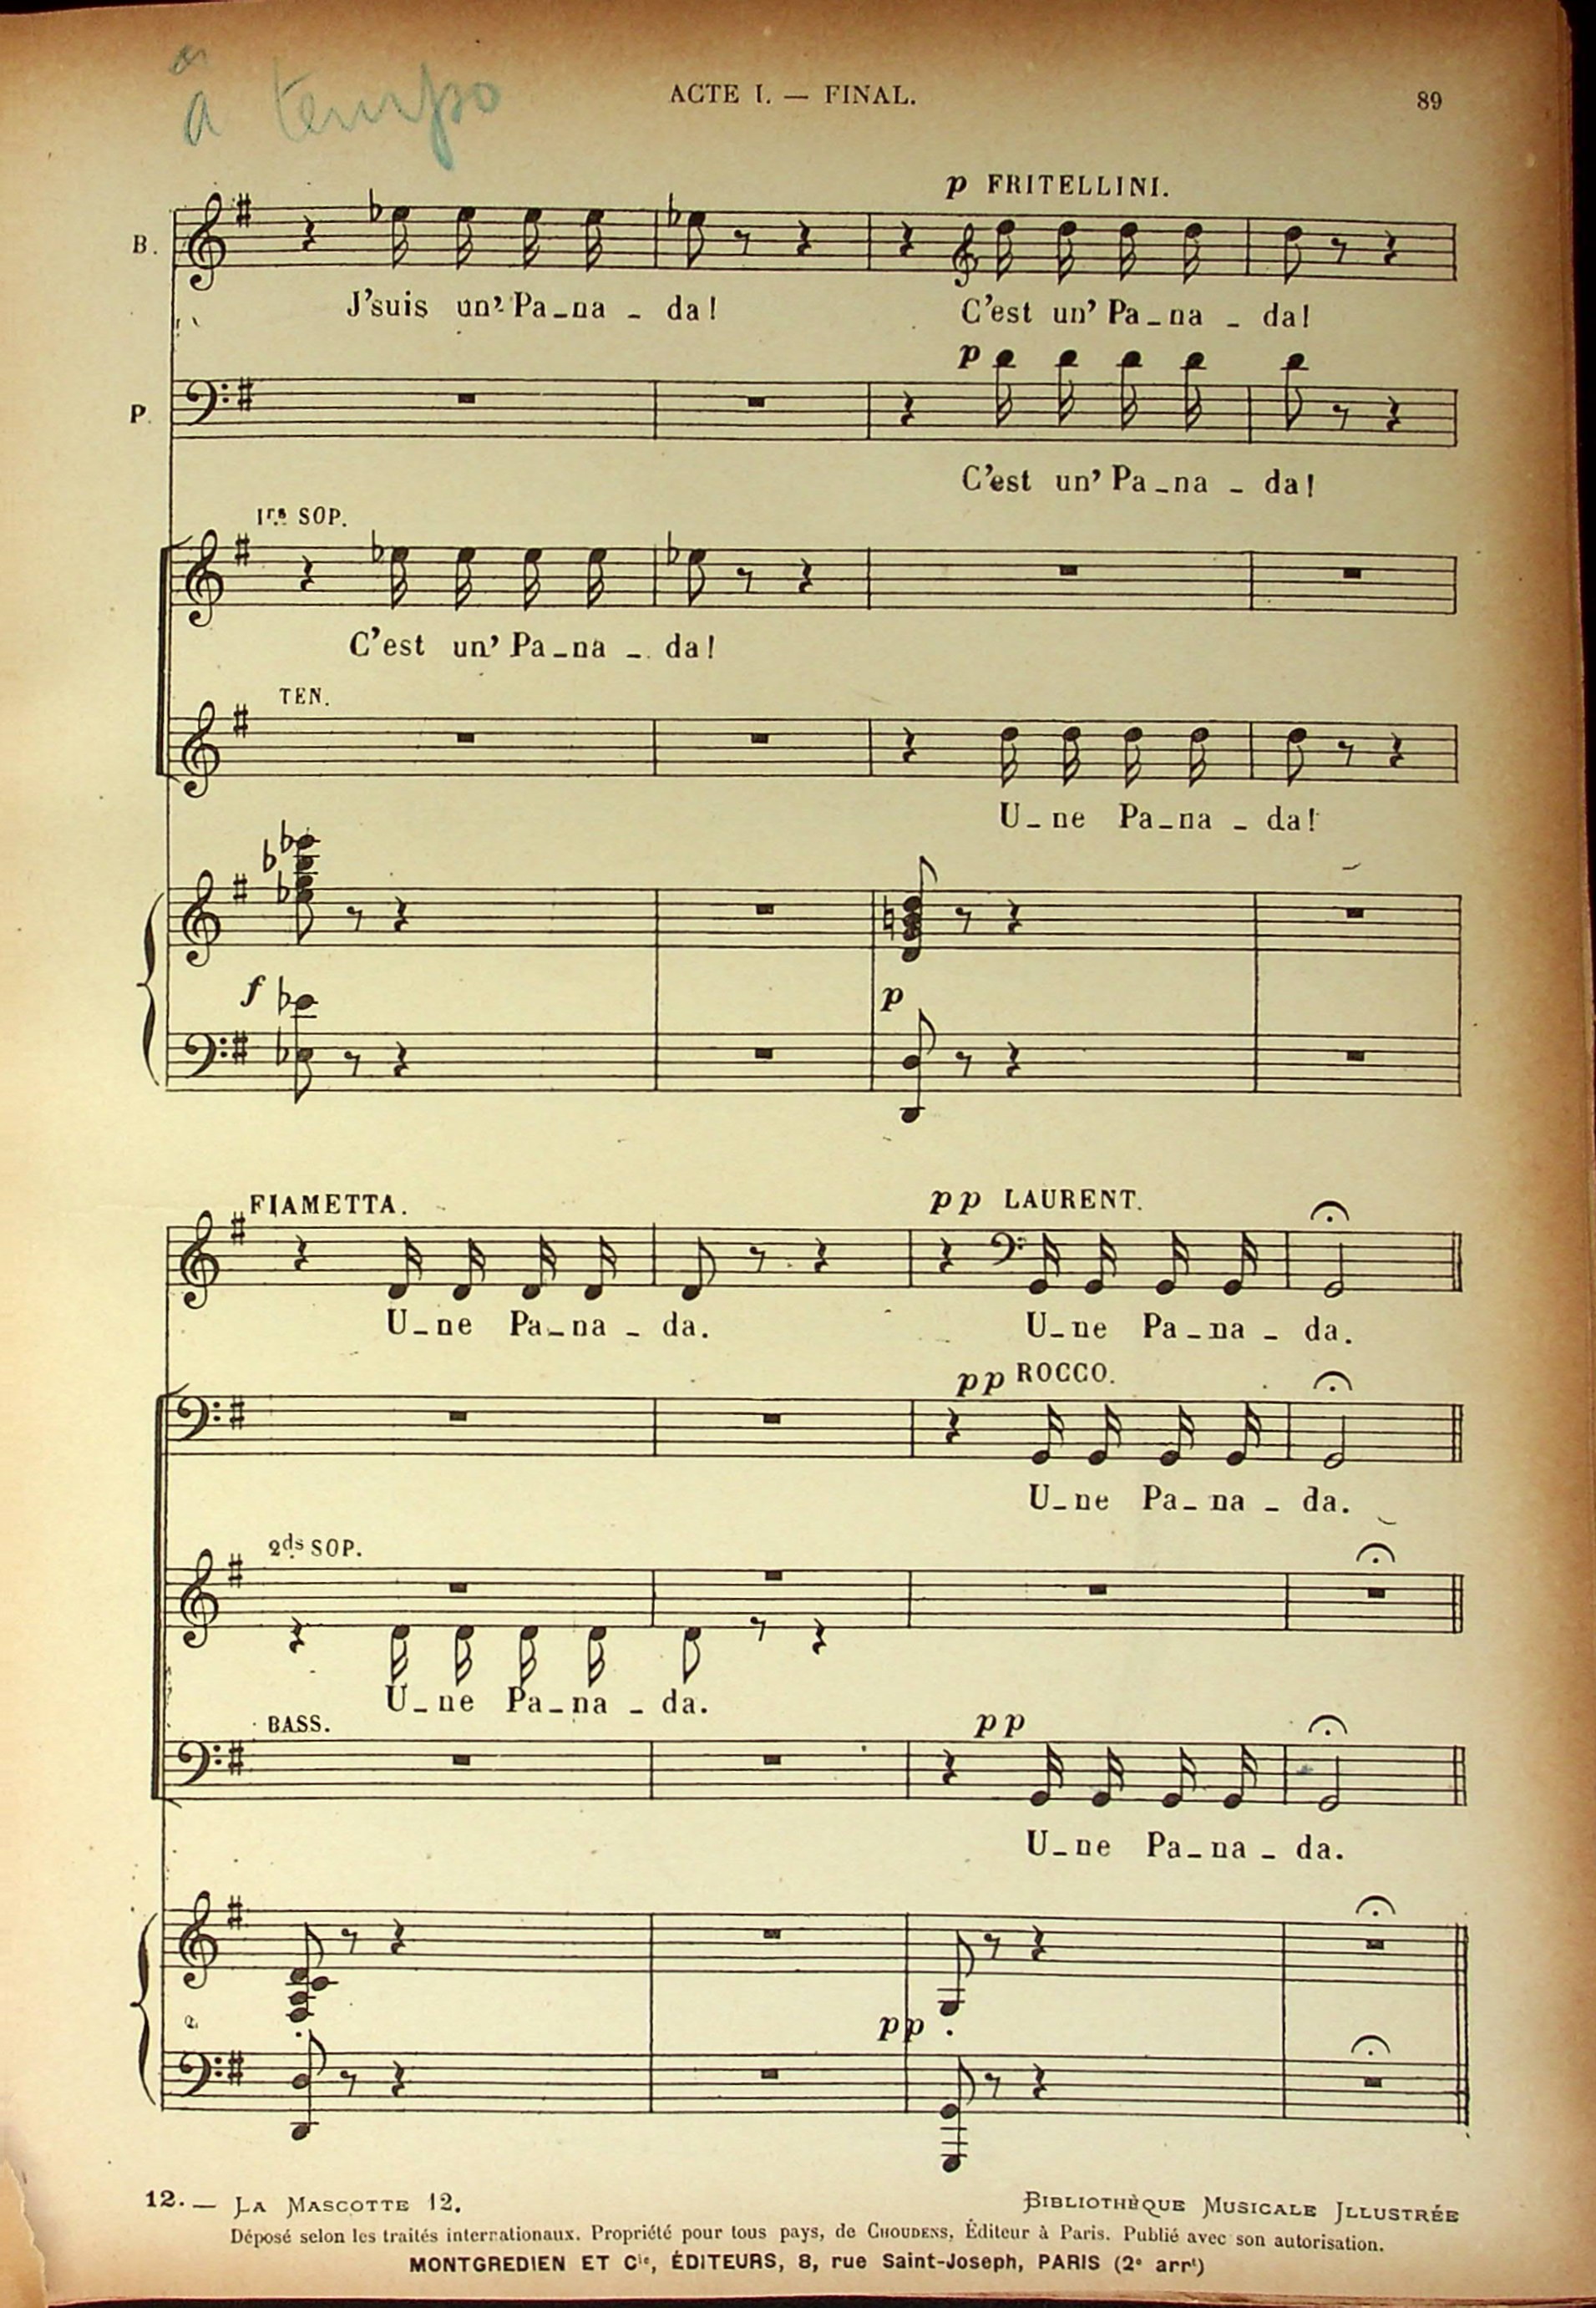 à tempo
ACTE I. — FINAL.
89
p FRITELLINI.
B.
J'suis un' Pa_na _ da! C'est un' Pa_na _ da!
p
P.
C'est un' Pa_na _ da!
1rs SOP.
C'est un' Pa_na _ da!
TEN.
U_ne Pa_na _ da!
f p
FIAMETTA. pp LAURENT.
U_ne Pa_na _ da. U_ne Pa_na _ da.
pp ROCCO.
U_ne Pa_na _ da.
2ds SOP.
U_ne Pa_na _ da.
BASS. pp
U_ne Pa_na _ da.
pp
12. — LA MASCOTTE 12. BIBLIOTHÈQUE MUSICALE ILLUSTRÉE
Déposé selon les traités internationaux. Propriété pour tous pays, de CHOUDENS, Éditeur à Paris. Publié avec son autorisation.
MONTGREDIEN ET Cie, ÉDITEURS, 8, rue Saint-Joseph, PARIS (2e arrt)